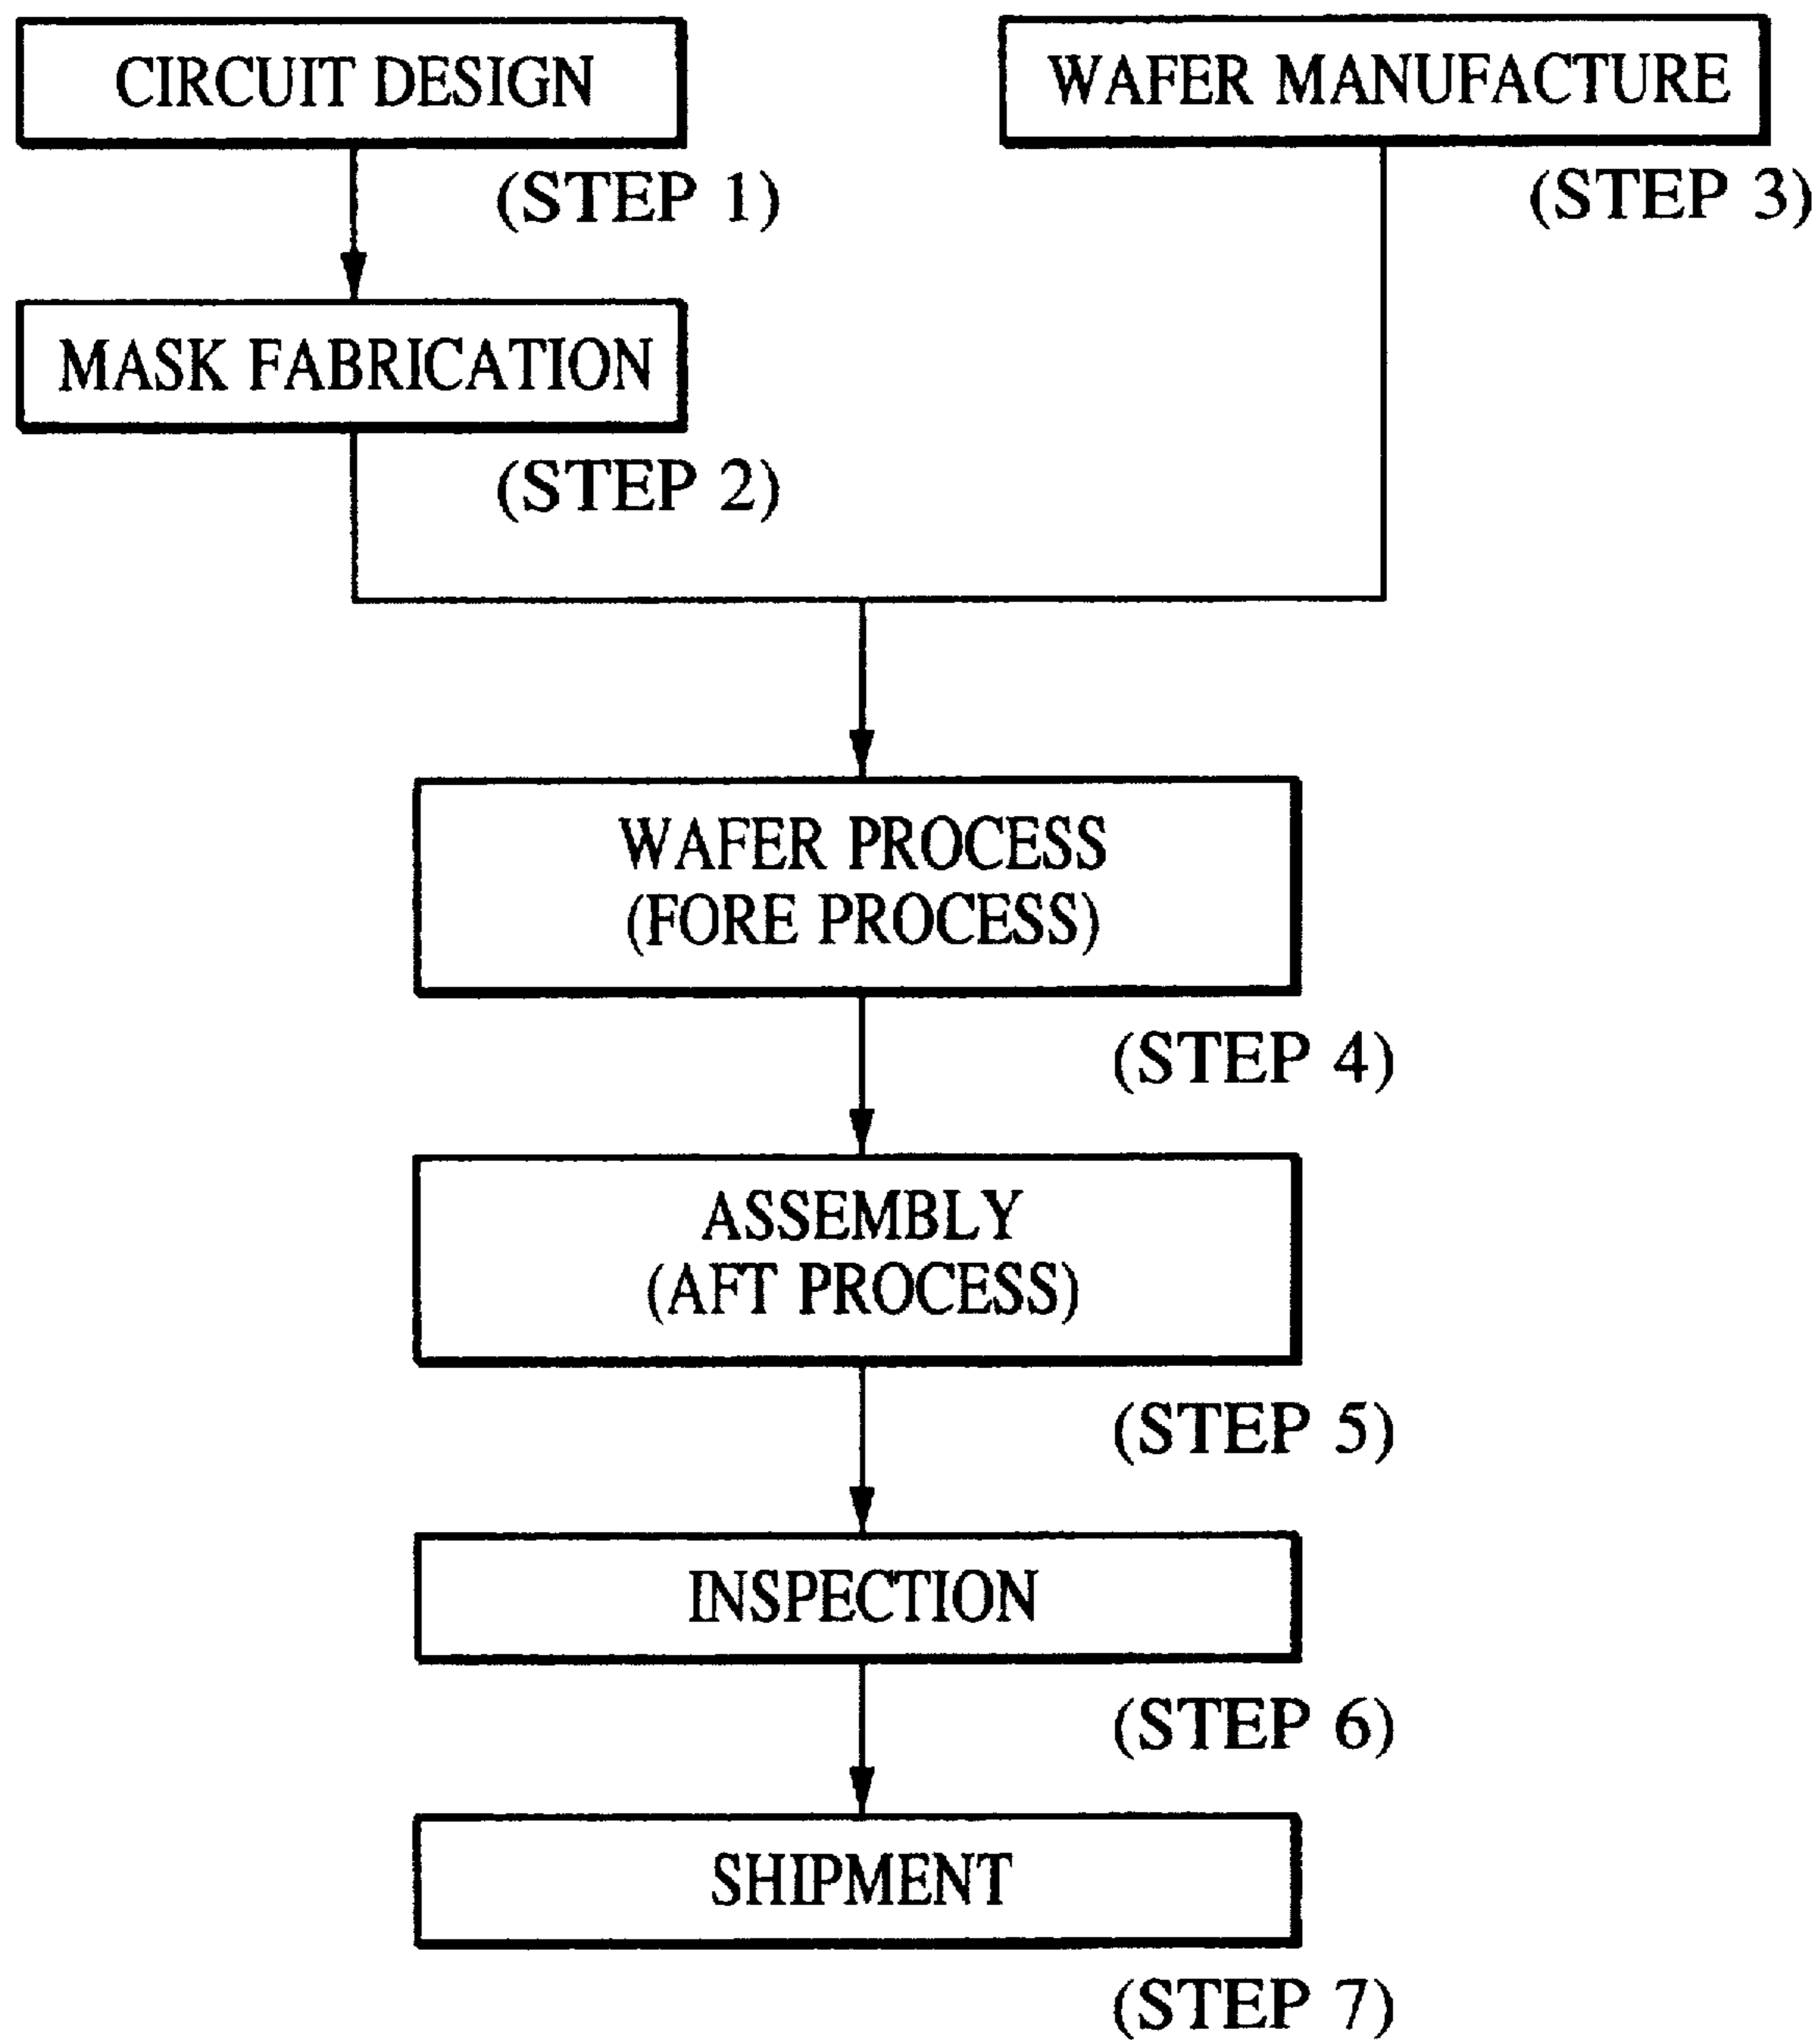 CIRCUIT DESIGN
(STEP 1)
MASK FABRICATION
(STEP 2)
WAFER MANUFACTURE
(STEP 3)
WAFER PROCESS
(FORE PROCESS)
(STEP 4)
ASSEMBLY
(AFT PROCESS)
(STEP 5)
INSPECTION
(STEP 6)
SHIPMENT
(STEP 7)